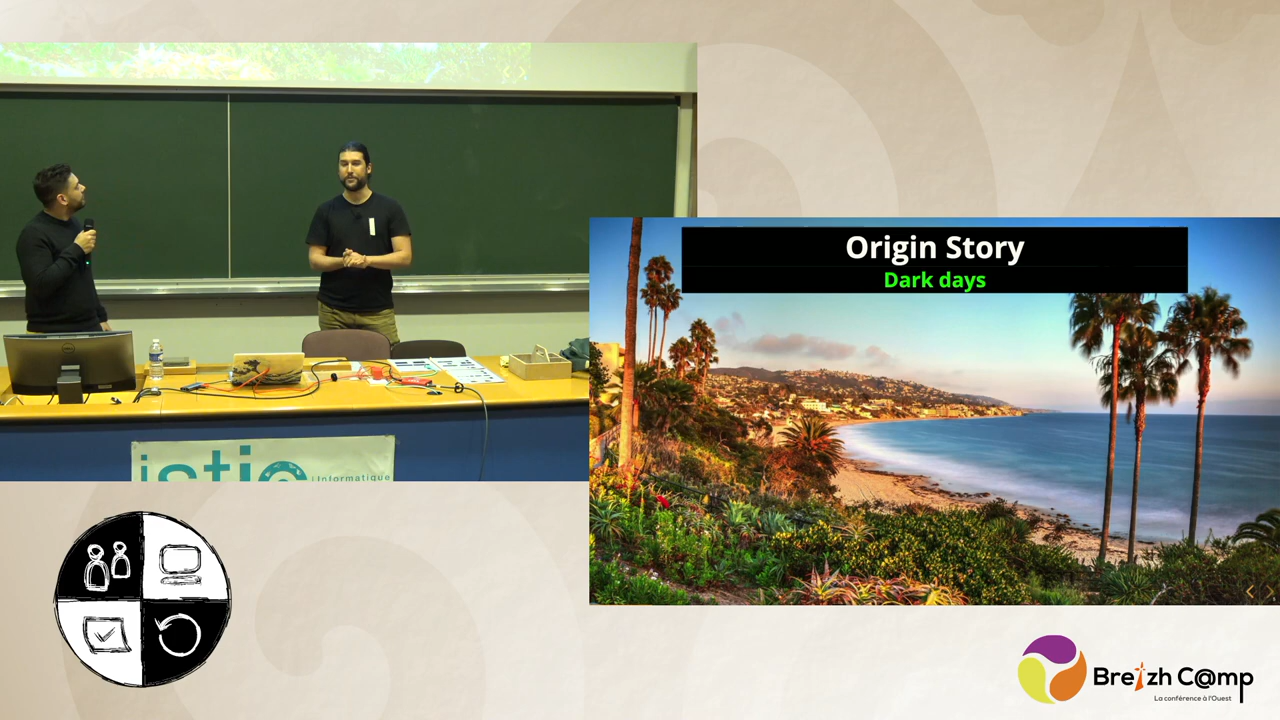 Origin Story
Dark days
istic
Informatique
Breizh C@mp
La conférence à l'Ouest